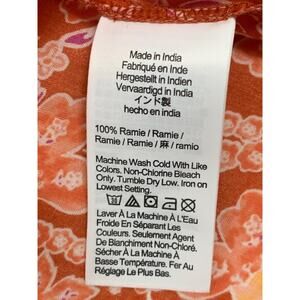 Made in India
Fabriqué en Inde
Hergestellt in Indien
Vervaardigd in India
インド製
hecho en india
100% Ramie / Ramie /
Ramie / Ramie / 麻 / ramio
Machine Wash Cold With Like
Colors. Non-Chlorine Bleach
Only. Tumble Dry Low. Iron on
Lowest Setting.
Laver À La Machine À L'Eau
Froide En Séparant Les
Couleurs. Seulement Agent
De Blanchiment Non-Chloré.
Sécher À La Machine À
Basse Température. Fer Au
Réglage Le Plus Bas.